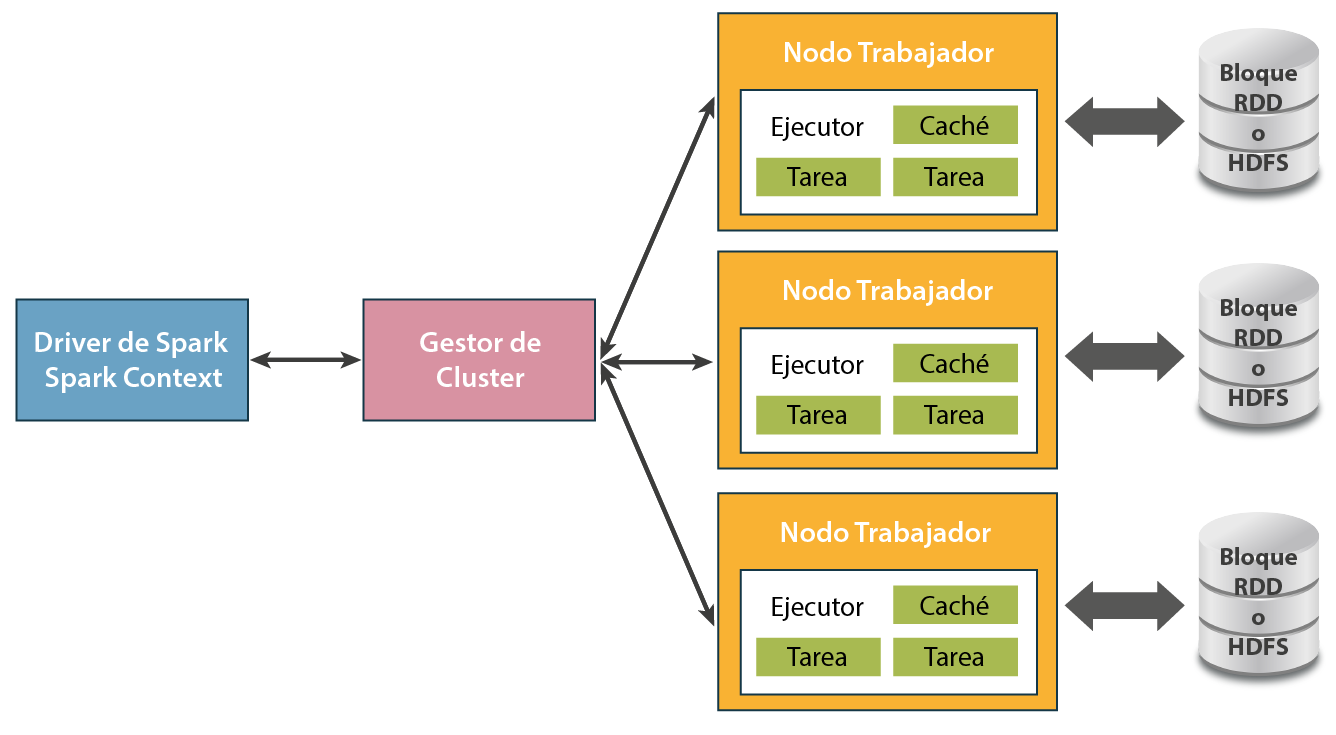 Driver de Spark
Spark Context
Gestor de
Cluster
Nodo Trabajador
Ejecutor
Caché
Tarea
Tarea
Bloque
RDD
o
HDFS
Nodo Trabajador
Ejecutor
Caché
Tarea
Tarea
Bloque
RDD
o
HDFS
Nodo Trabajador
Ejecutor
Caché
Tarea
Tarea
Bloque
RDD
o
HDFS